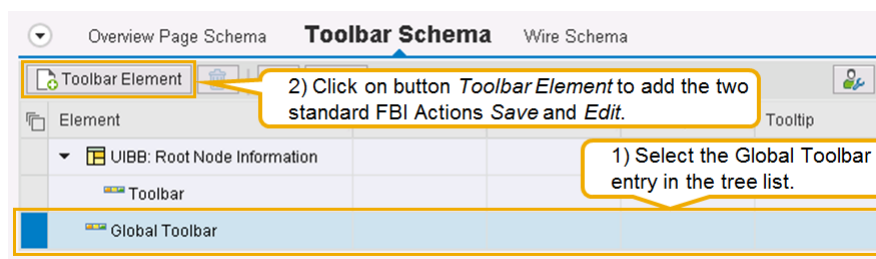 Overview Page Schema Toolbar Schema Wire Schema
Toolbar Element
2) Click on button Toolbar Element to add the two
standard FBI Actions Save and Edit.
Element Tooltip
UIBB: Root Node Information
1) Select the Global Toolbar
entry in the tree list.
Toolbar
Global Toolbar